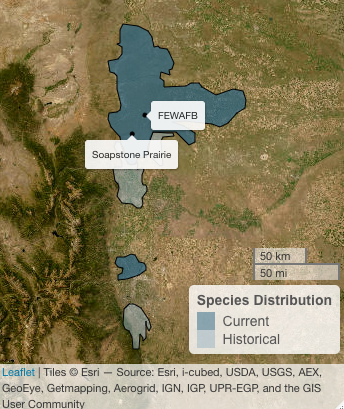 FEWAFB
Soapstone Prairie
50 km
50 mi
Species Distribution
Current
Historical
Leaflet | Tiles © Esri — Source: Esri, i-cubed, USDA, USGS, AEX,
GeoEye, Getmapping, Aerogrid, IGN, IGP, UPR-EGP, and the GIS
User Community